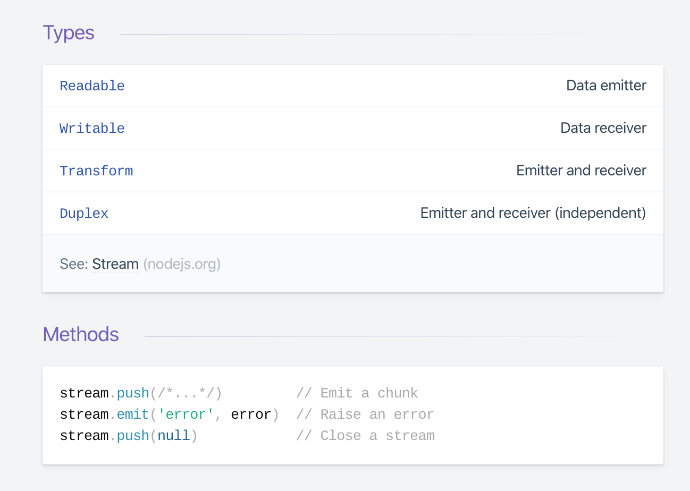 Types
Readable Data emitter
Writable Data receiver
Transform Emitter and receiver
Duplex Emitter and receiver (independent)
See: Stream (nodejs.org)
Methods
stream.push(/*...*/)         // Emit a chunk
stream.emit('error', error)  // Raise an error
stream.push(null)            // Close a stream